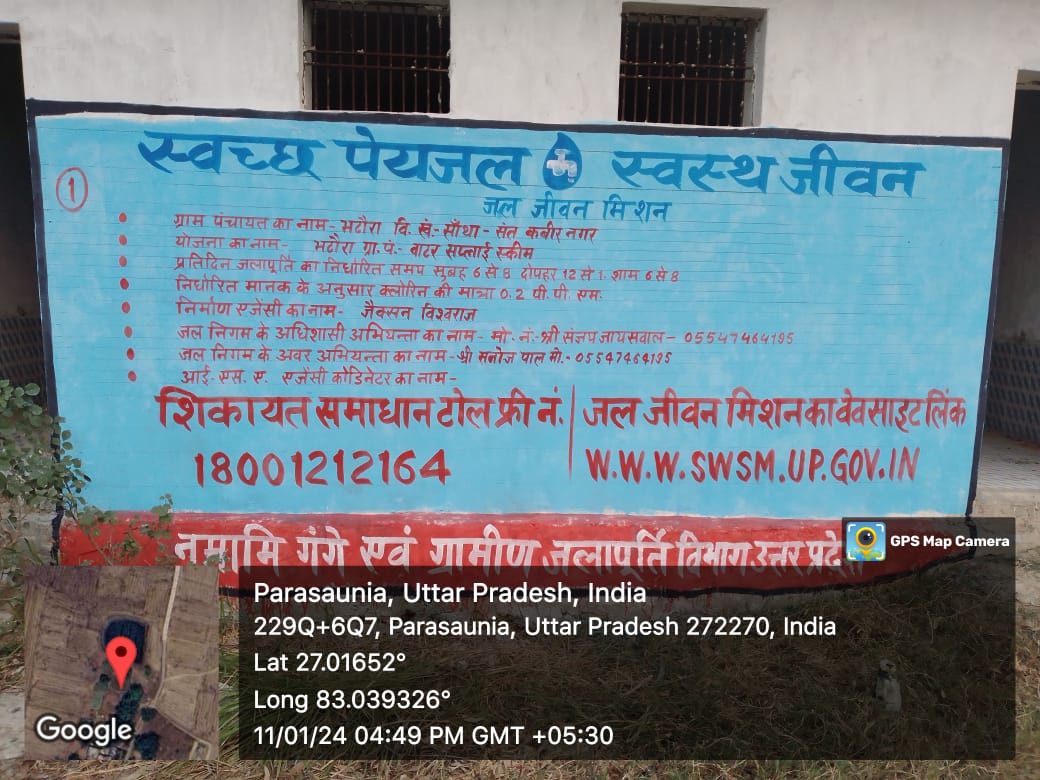 स्वच्छ पेयजल स्वस्थ जीवन
जल जीवन मिशन
1
ग्राम पंचायत का नाम- भटौरा वि. खं.- साँथा - संत कबीर नगर
योजना का नाम- भटौरा ग्रा.पं.- वाटर सप्लाई स्कीम
प्रतिदिन जलापूर्ति का निर्धारित समय सुबह 6 से 8 दोपहर 12 से 1, शाम 6 से 8
निर्धारित मानक के अनुसार क्लोरिन की मात्रा 0.2 पी. पी. एम.
निर्माण एजेंसी का नाम- जैक्सन विश्वराज
जल निगम के अधिशासी अभियन्ता का नाम- मो.नं.-श्री संजय जायसवाल- 05547464195
जल निगम के अवर अभियन्ता का नाम-श्री मनोज पाल मो.- 05547464195
आई. एस. ए. एजेंसी कोडिनेटर का नाम-
शिकायत समाधान टोल फ्री नं. जल जीवन मिशन का वेवसाइट लिंक
18001212164 W.W.W.SWSM.UP.GOV.IN
नमामि गंगे एवं ग्रामीण जलापूर्ति विभाग उत्तर प्रदेश
GPS Map Camera
Parasaunia, Uttar Pradesh, India
229Q+6Q7, Parasaunia, Uttar Pradesh 272270, India
Lat 27.01652°
Long 83.039326°
11/01/24 04:49 PM GMT +05:30
Google